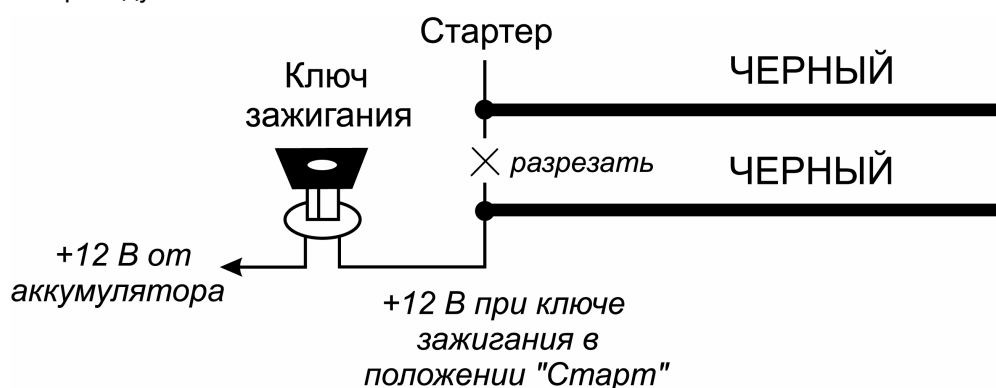 Стартер
Ключ
зажигания
ЧЕРНЫЙ
разрезать
ЧЕРНЫЙ
+12 В от
аккумулятора
+12 В при ключе
зажигания в
положении "Старт"